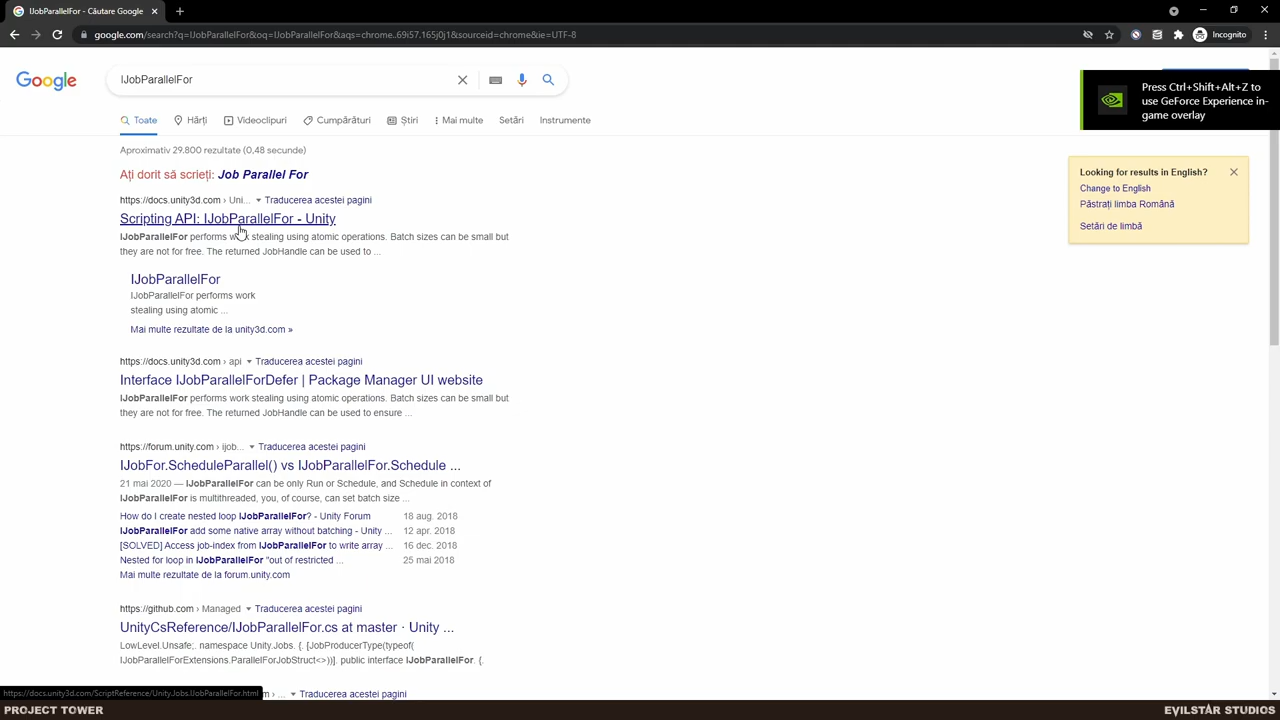 IJobParallelFor - Căutare Google
google.com/search?q=IJobParallelFor&oq=IJobParallelFor&aqs=chrome..69i57.165j0j1&sourceid=chrome&ie=UTF-8
Incognito
Google
IJobParallelFor
Press Ctrl+Shift+Alt+Z to
use GeForce Experience in-
game overlay
Toate
Hărți
Videoclipuri
Cumpărături
Știri
Mai multe
Setări
Instrumente
Aproximativ 29.800 rezultate (0,48 secunde)
Ați dorit să scrieți: Job Parallel For
Looking for results in English?
Change to English
Păstrați limba Română
Setări de limbă
https://docs.unity3d.com › Uni... Traducerea acestei pagini
Scripting API: IJobParallelFor - Unity
IJobParallelFor performs work stealing using atomic operations. Batch sizes can be small but
they are not for free. The returned JobHandle can be used to ...
IJobParallelFor
IJobParallelFor performs work
stealing using atomic ...
Mai multe rezultate de la unity3d.com »
https://docs.unity3d.com › api Traducerea acestei pagini
Interface IJobParallelForDefer | Package Manager UI website
IJobParallelFor performs work stealing using atomic operations. Batch sizes can be small but
they are not for free. The returned JobHandle can be used to ensure ...
https://forum.unity.com › ijob... Traducerea acestei pagini
IJobFor.ScheduleParallel() vs IJobParallelFor.Schedule ...
21 mai 2020 — IJobParallelFor can be only Run or Schedule, and Schedule in context of
IJobParallelFor is multithreaded, you, of course, can set batch size ...
How do I create nested loop IJobParallelFor? - Unity Forum 18 aug. 2018
IJobParallelFor add some native array without batching - Unity ... 12 apr. 2018
[SOLVED] Access job-index from IJobParallelFor to write array ... 16 dec. 2018
Nested for loop in IJobParallelFor "out of restricted ... 25 mai 2018
Mai multe rezultate de la forum.unity.com
https://github.com › Managed Traducerea acestei pagini
UnityCsReference/IJobParallelFor.cs at master · Unity ...
LowLevel.Unsafe;. namespace Unity.Jobs. {. [JobProducerType(typeof(
IJobParallelForExtensions.ParallelForJobStruct<>))]. public interface IJobParallelFor. {.
https://docs.unity3d.com/ScriptReference/Unity.Jobs.IJobParallelFor.html
m › ... Traducerea acestei pagini
PROJECT TOWER
EVILSTAR STUDIOS